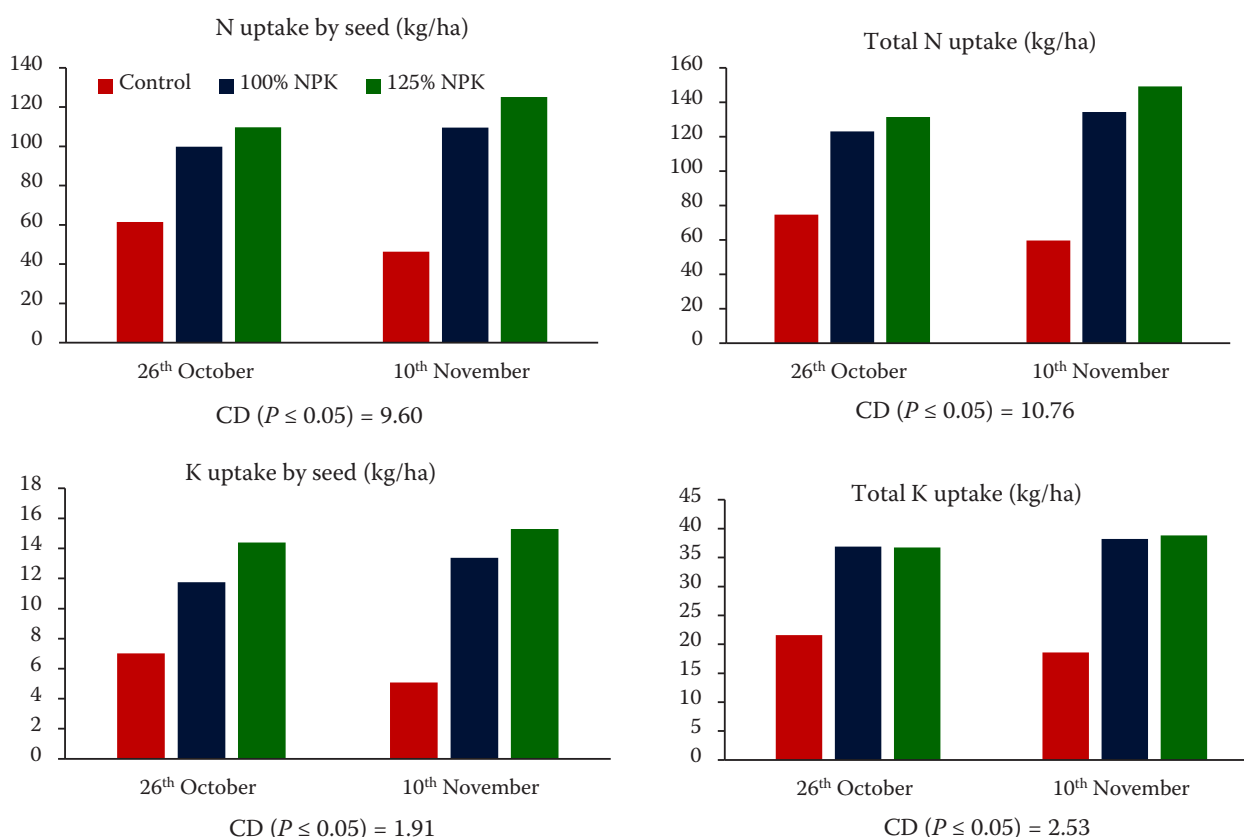 N uptake by seed (kg/ha)
140
120
100
80
60
40
20
0
Control 100% NPK 125% NPK
26th October 10th November
CD (P ≤ 0.05) = 9.60
Total N uptake (kg/ha)
160
140
120
100
80
60
40
20
0
26th October 10th November
CD (P ≤ 0.05) = 10.76
K uptake by seed (kg/ha)
18
16
14
12
10
8
6
4
2
0
26th October 10th November
CD (P ≤ 0.05) = 1.91
Total K uptake (kg/ha)
45
40
35
30
25
20
15
10
5
0
26th October 10th November
CD (P ≤ 0.05) = 2.53